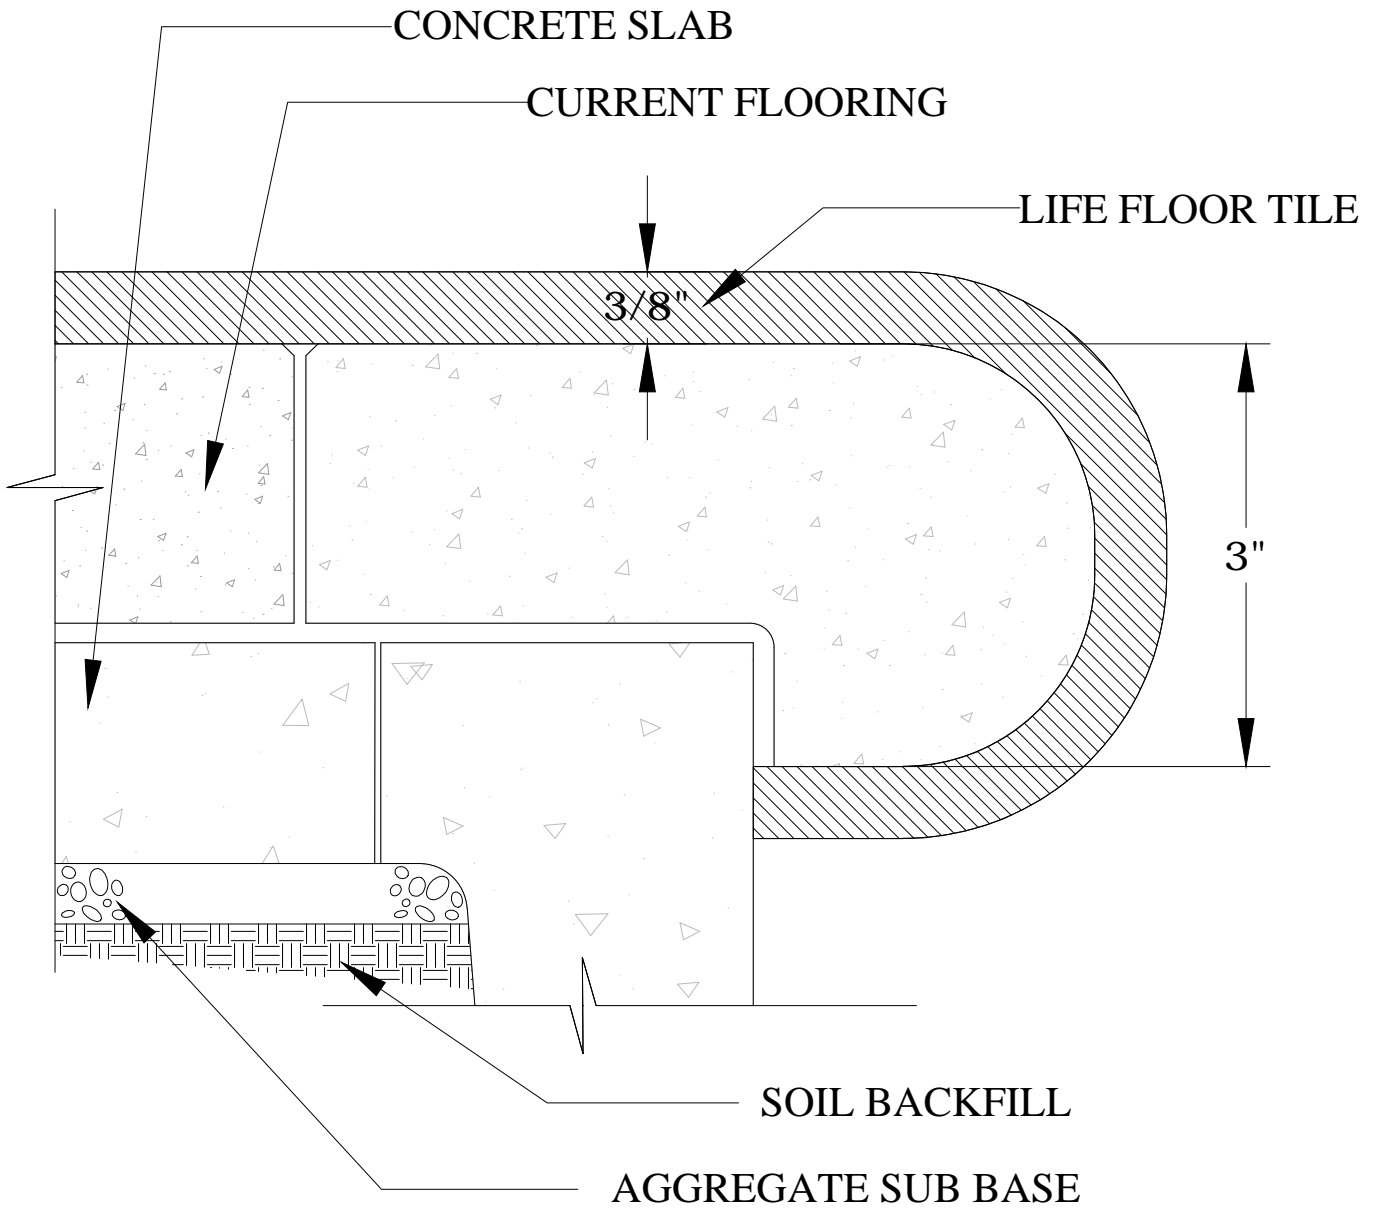 CONCRETE SLAB
CURRENT FLOORING
LIFE FLOOR TILE
3/8"
3"
SOIL BACKFILL
AGGREGATE SUB BASE